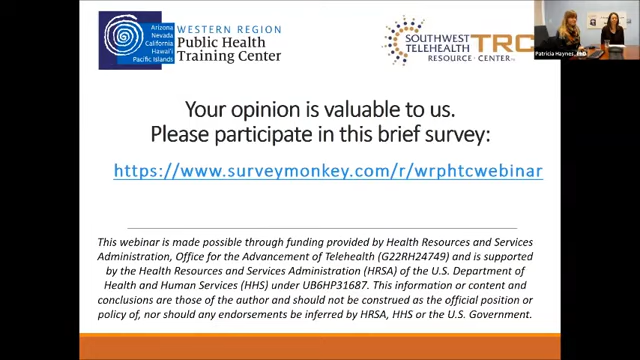 Arizona
Nevada
California
Hawai'i
Pacific Islands
WESTERN REGION
Public Health
Training Center
SOUTHWEST
TELEHEALTH
RESOURCE CENTER
TRC
Patricia Haynes, PhD
Your opinion is valuable to us.
Please participate in this brief survey:
https://www.surveymonkey.com/r/wrphtcwebinar
This webinar is made possible through funding provided by Health Resources and Services
Administration, Office for the Advancement of Telehealth (G22RH24749) and is supported
by the Health Resources and Services Administration (HRSA) of the U.S. Department of
Health and Human Services (HHS) under UB6HP31687. This information or content and
conclusions are those of the author and should not be construed as the official position or
policy of, nor should any endorsements be inferred by HRSA, HHS or the U.S. Government.